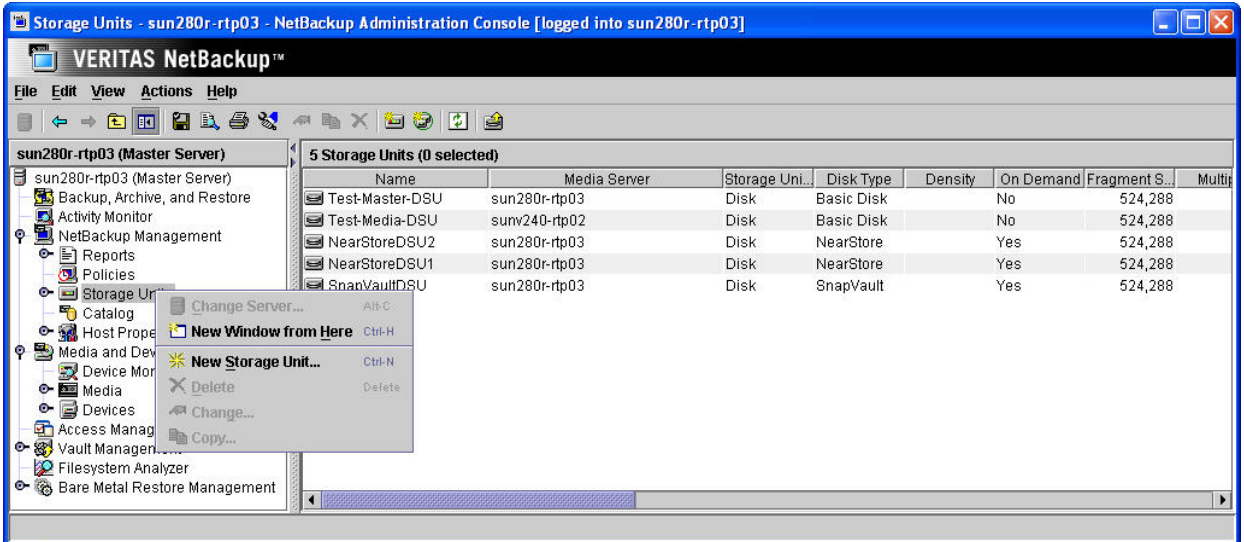 Storage Units - sun280r-rtp03 - NetBackup Administration Console [logged into sun280r-rtp03]
VERITAS NetBackup™
File Edit View Actions Help
sun280r-rtp03 (Master Server)
5 Storage Units (0 selected)
sun280r-rtp03 (Master Server)
Backup, Archive, and Restore
Activity Monitor
NetBackup Management
Reports
Policies
Storage Un
Catalog
Host Prope
Media and Dev
Device Mor
Media
Devices
Access Manag
Vault Management
Filesystem Analyzer
Bare Metal Restore Management
Change Server... Alt-C
New Window from Here Ctrl-H
New Storage Unit... Ctrl-N
Delete Delete
Change...
Copy...
Name Media Server Storage Uni... Disk Type Density On Demand Fragment S... Multip
Test-Master-DSU sun280r-rtp03 Disk Basic Disk No 524,288
Test-Media-DSU sunv240-rtp02 Disk Basic Disk No 524,288
NearStoreDSU2 sun280r-rtp03 Disk NearStore Yes 524,288
NearStoreDSU1 sun280r-rtp03 Disk NearStore Yes 524,288
SnapVaultDSU sun280r-rtp03 Disk SnapVault Yes 524,288